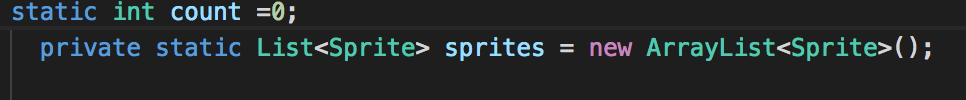 static int count =0;
private static List<Sprite> sprites = new ArrayList<Sprite>();